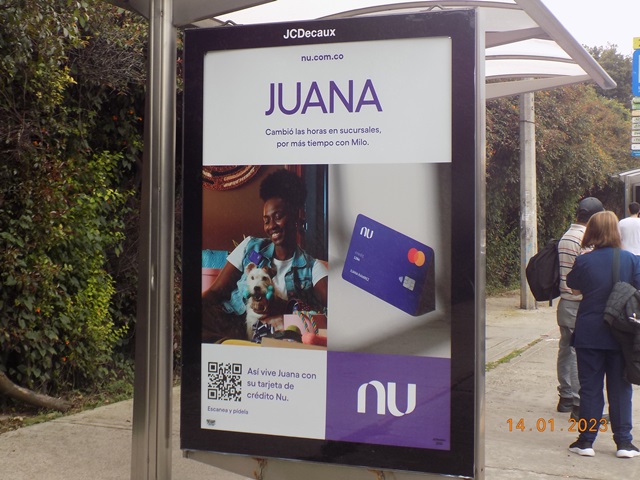 JCDecaux
nu.com.co
JUANA
Cambió las horas en sucursales,
por más tiempo con Milo.
nu
Así vive Juana con
su tarjeta de
crédito Nu.
Escanea y pídela
nu
14.01.2023